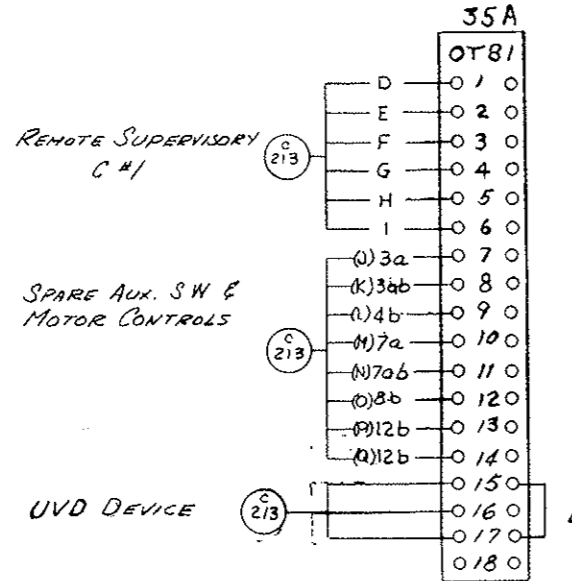 35A
OT81
D 1
E 2
REMOTE SUPERVISORY F 3
C #1 C 213 G 4
H 5
I 6
(J) 3a 7
(K) 3ab 8
SPARE AUX. SW & (L) 4b 9
MOTOR CONTROLS C 213 (M) 7a 10
(N) 7ab 11
(O) 8b 12
(P) 12b 13
(Q) 12b 14
15
UVD DEVICE C 213 16
17
18